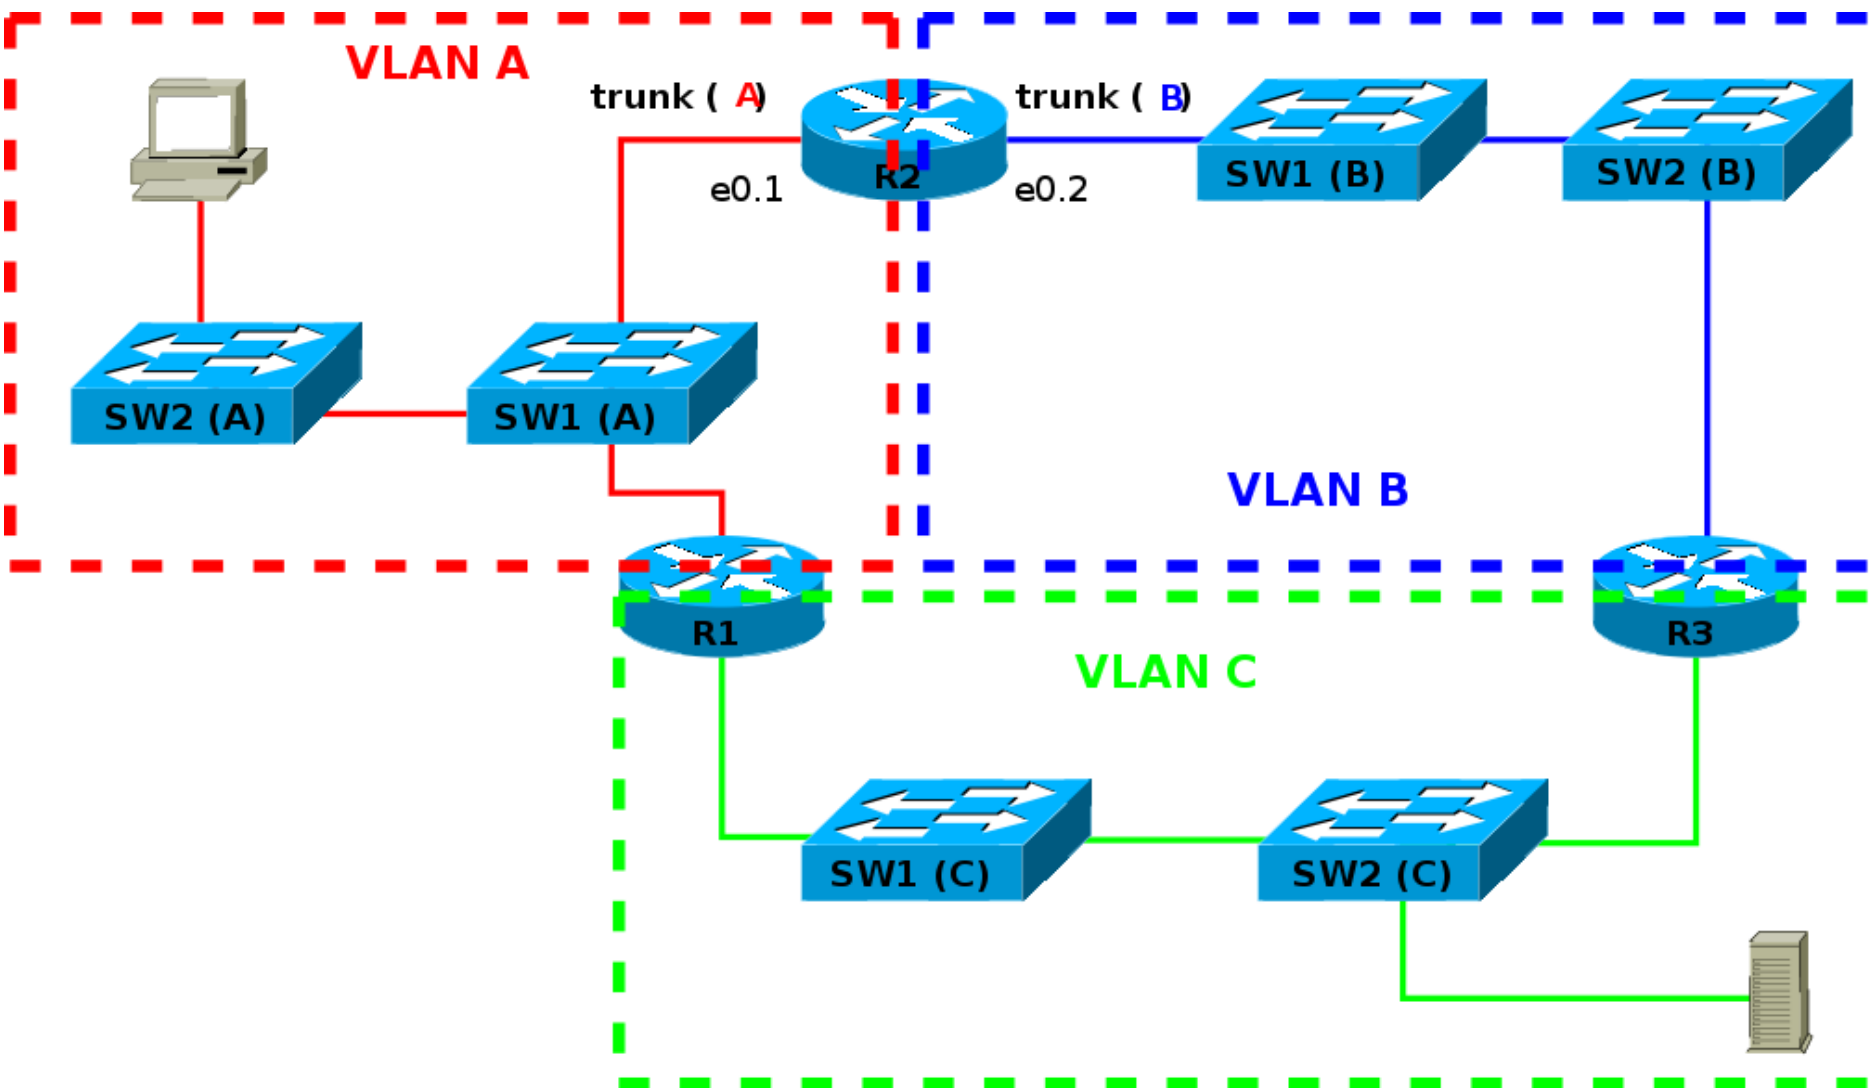 VLAN A
trunk ( A)
trunk ( B)
R2
SW1 (B)
SW2 (B)
e0.1
e0.2
SW2 (A)
SW1 (A)
VLAN B
R1
R3
VLAN C
SW1 (C)
SW2 (C)